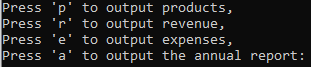 Press 'p' to output products,
Press 'r' to output revenue,
Press 'e' to output expenses,
Press 'a' to output the annual report: